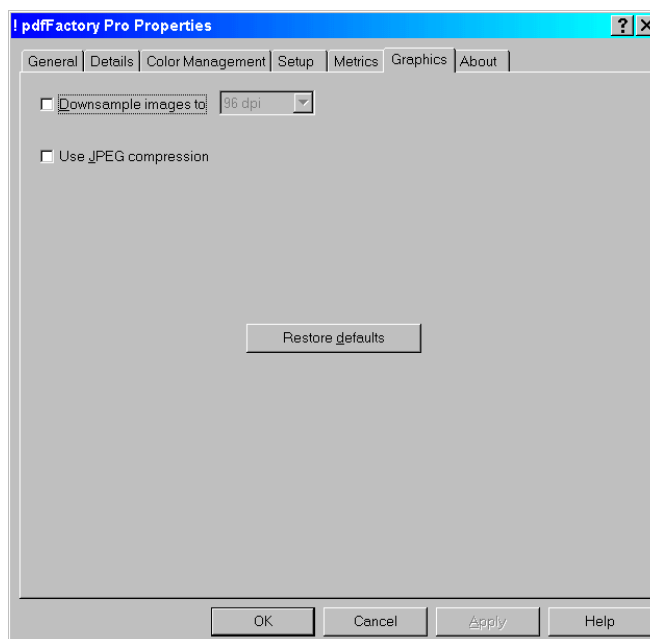 ! pdfFactory Pro Properties
General Details Color Management Setup Metrics Graphics About
Downsample images to 96 dpi
Use JPEG compression
Restore defaults
OK Cancel Apply Help